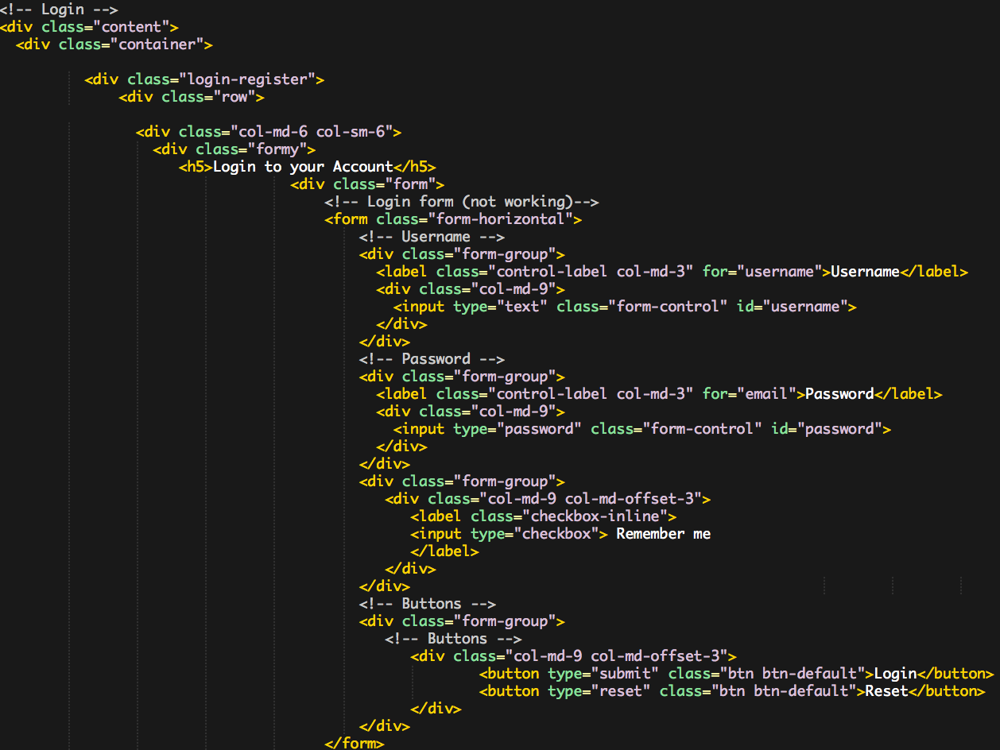 <!-- Login -->
<div class="content">
<div class="container">
<div class="login-register">
<div class="row">
<div class="col-md-6 col-sm-6">
<div class="formy">
<h5>Login to your Account</h5>
<div class="form">
<!-- Login form (not working)-->
<form class="form-horizontal">
<!-- Username -->
<div class="form-group">
<label class="control-label col-md-3" for="username">Username</label>
<div class="col-md-9">
<input type="text" class="form-control" id="username">
</div>
</div>
<!-- Password -->
<div class="form-group">
<label class="control-label col-md-3" for="email">Password</label>
<div class="col-md-9">
<input type="password" class="form-control" id="password">
</div>
</div>
<div class="form-group">
<div class="col-md-9 col-md-offset-3">
<label class="checkbox-inline">
<input type="checkbox"> Remember me
</label>
</div>
</div>
<!-- Buttons -->
<div class="form-group">
<!-- Buttons -->
<div class="col-md-9 col-md-offset-3">
<button type="submit" class="btn btn-default">Login</button>
<button type="reset" class="btn btn-default">Reset</button>
</div>
</div>
</form>